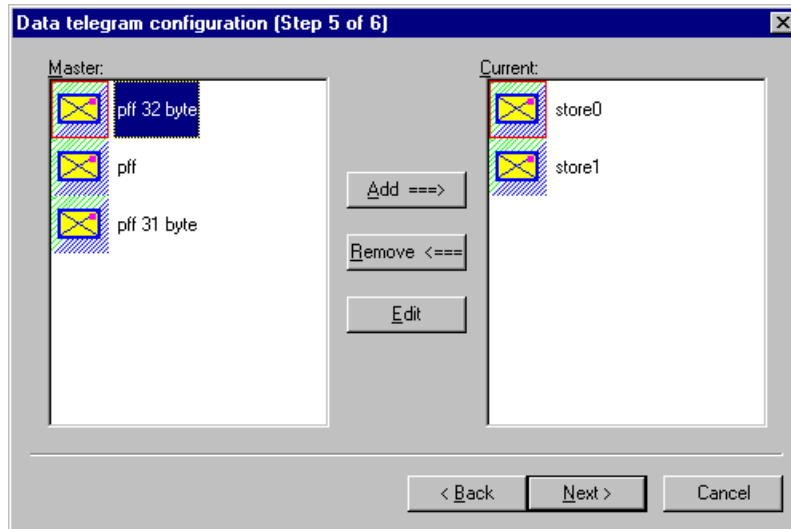 Data telegram configuration (Step 5 of 6)
Master:
pff 32 byte
pff
pff 31 byte
Add ===>
Remove <===
Edit
Current:
store0
store1
< Back
Next >
Cancel